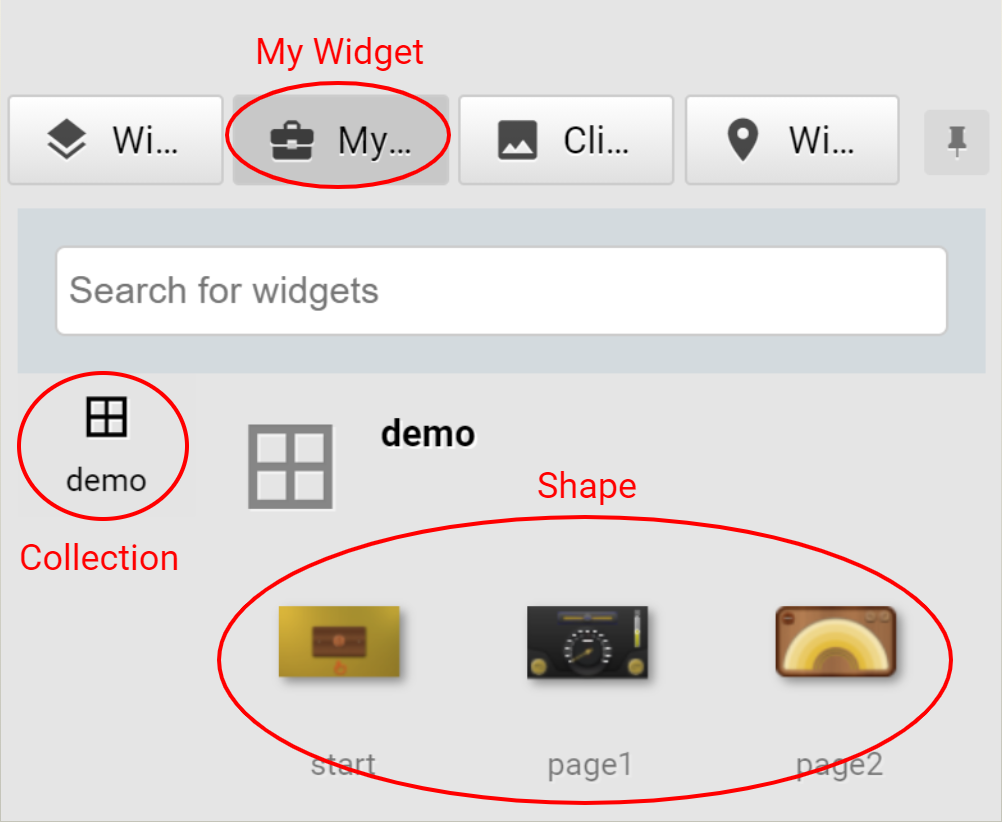 My Widget
Wi... My... Cli... Wi...
Search for widgets
demo
demo
Shape
Collection
start page1 page2